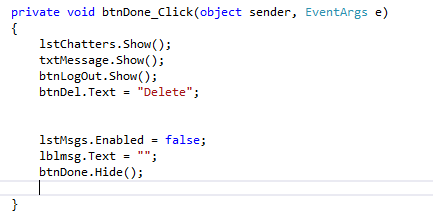 private void btnDone_Click(object sender, EventArgs e)
{
lstChatters.Show();
txtMessage.Show();
btnLogOut.Show();
btnDel.Text = "Delete";
lstMsgs.Enabled = false;
lblmsg.Text = "";
btnDone.Hide();
}